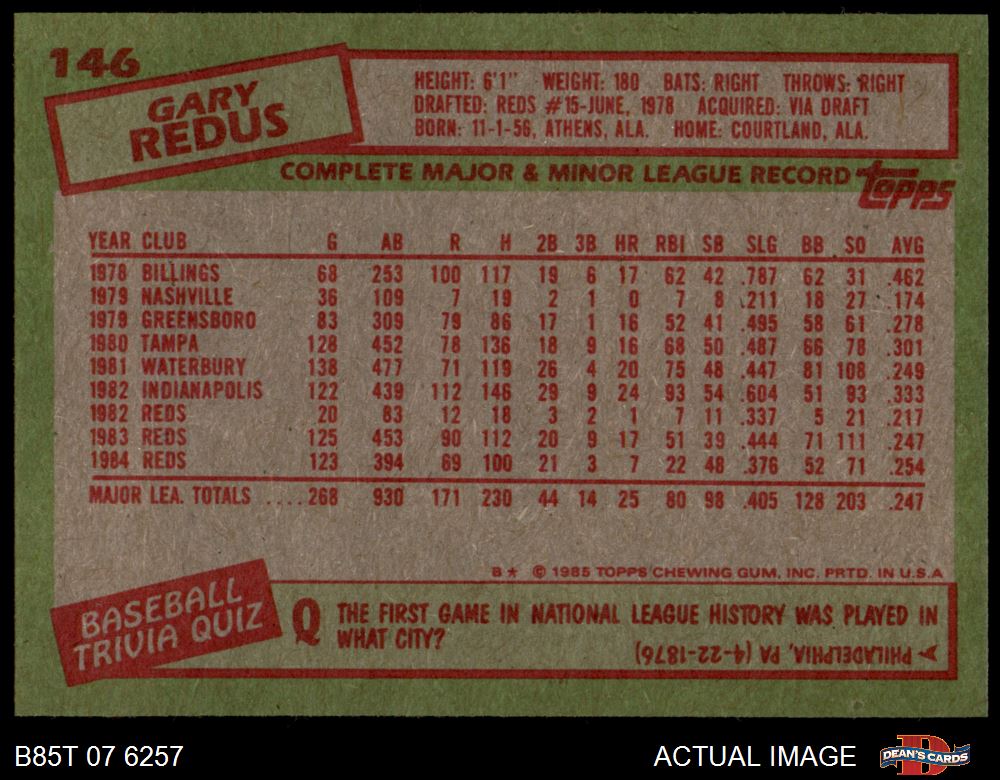 146
GARY
REDUS
HEIGHT: 6'1" WEIGHT: 180 BATS: RIGHT THROWS: RIGHT
DRAFTED: REDS #15-JUNE, 1978 ACQUIRED: VIA DRAFT
BORN: 11-1-56, ATHENS, ALA. HOME: COURTLAND, ALA.
COMPLETE MAJOR & MINOR LEAGUE RECORD topps
YEAR CLUB G AB R H 2B 3B HR RBI SB SLG BB SO AVG
1978 BILLINGS 68 253 100 117 19 6 17 62 42 .787 62 31 .462
1979 NASHVILLE 36 109 7 19 2 1 0 7 8 .211 18 27 .174
1979 GREENSBORO 83 309 79 86 17 1 16 52 41 .495 58 61 .278
1980 TAMPA 128 452 78 136 18 9 16 68 50 .487 66 78 .301
1981 WATERBURY 138 477 71 119 26 4 20 75 48 .447 81 108 .249
1982 INDIANAPOLIS 122 439 112 146 29 9 24 93 54 .604 51 93 .333
1982 REDS 20 83 12 18 3 2 1 7 11 .337 5 21 .217
1983 REDS 125 453 90 112 20 9 17 51 39 .444 71 111 .247
1984 REDS 123 394 69 100 21 3 7 22 48 .376 52 71 .254
MAJOR LEA. TOTALS ....268 930 171 230 44 14 25 80 98 .405 128 203 .247
B★ © 1985 TOPPS CHEWING GUM, INC. PRTD. IN U.S.A
BASEBALL
TRIVIA QUIZ
Q THE FIRST GAME IN NATIONAL LEAGUE HISTORY WAS PLAYED IN
WHAT CITY?
A PHILADELPHIA, PA (4-22-1876)
B85T 07 6257
ACTUAL IMAGE
DEAN'S CARDS